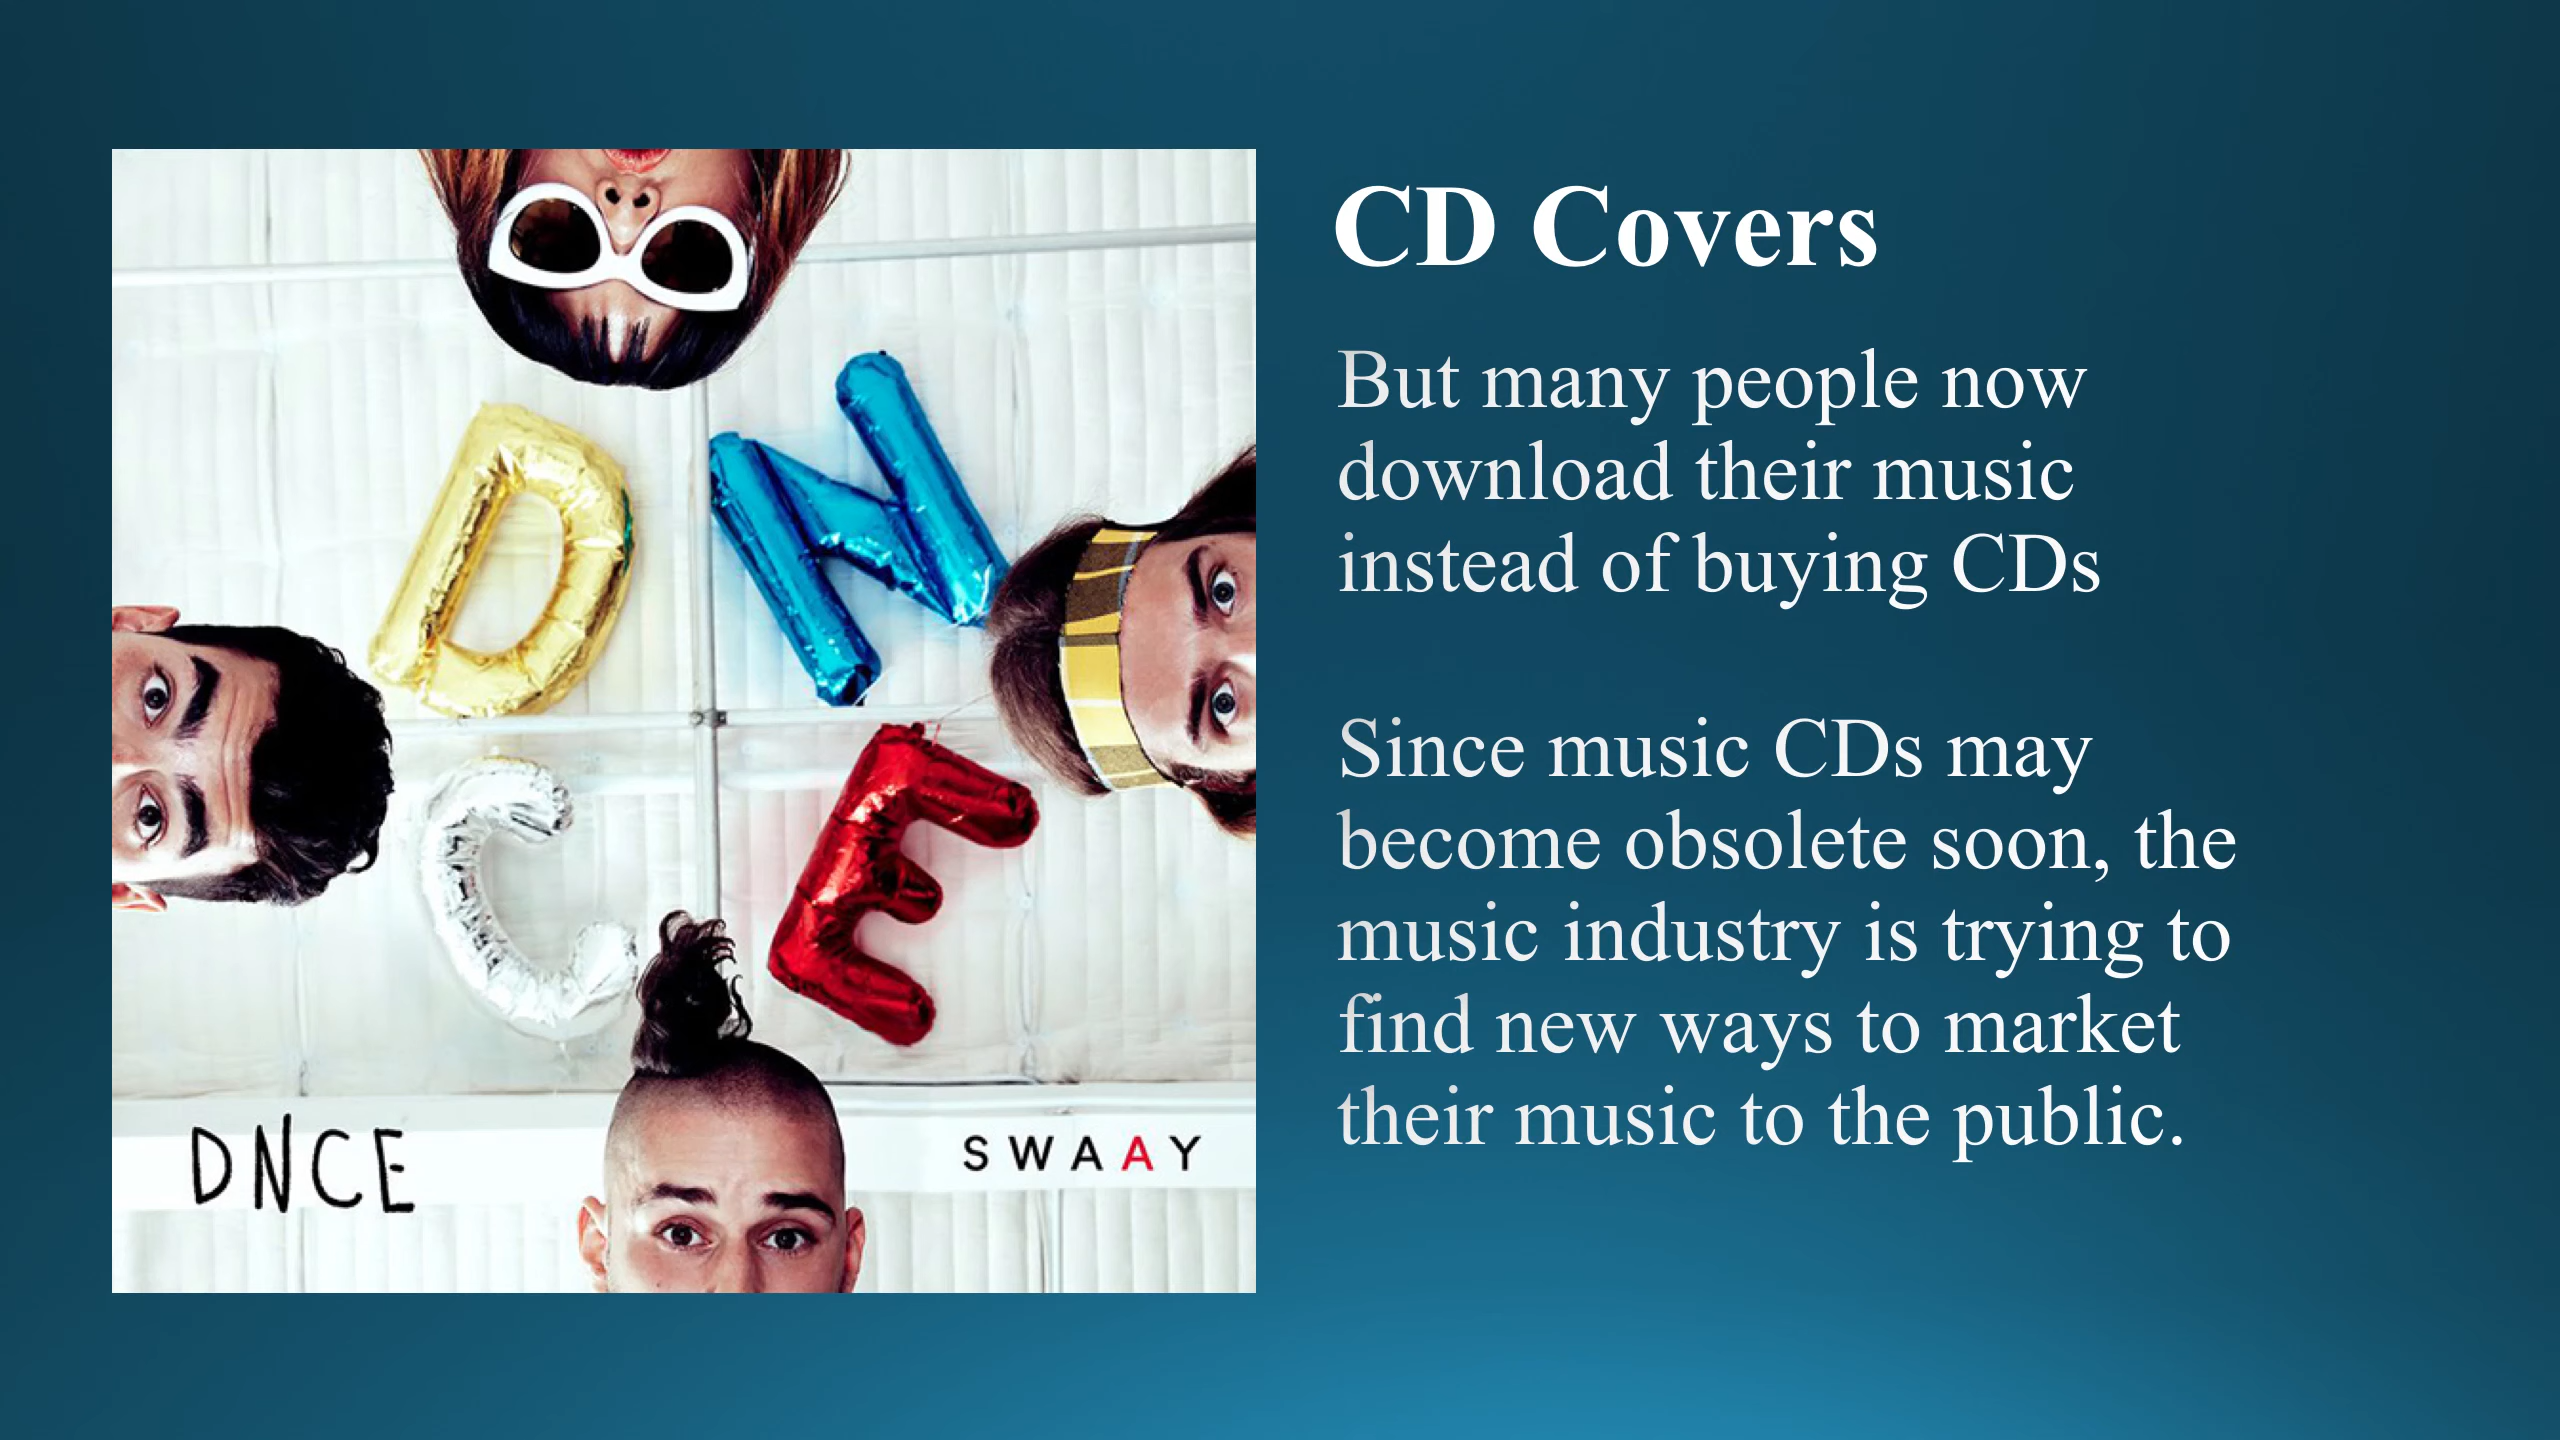 D N
C E
DNCE
SWAAY
CD Covers
But many people now
download their music
instead of buying CDs
Since music CDs may
become obsolete soon, the
music industry is trying to
find new ways to market
their music to the public.